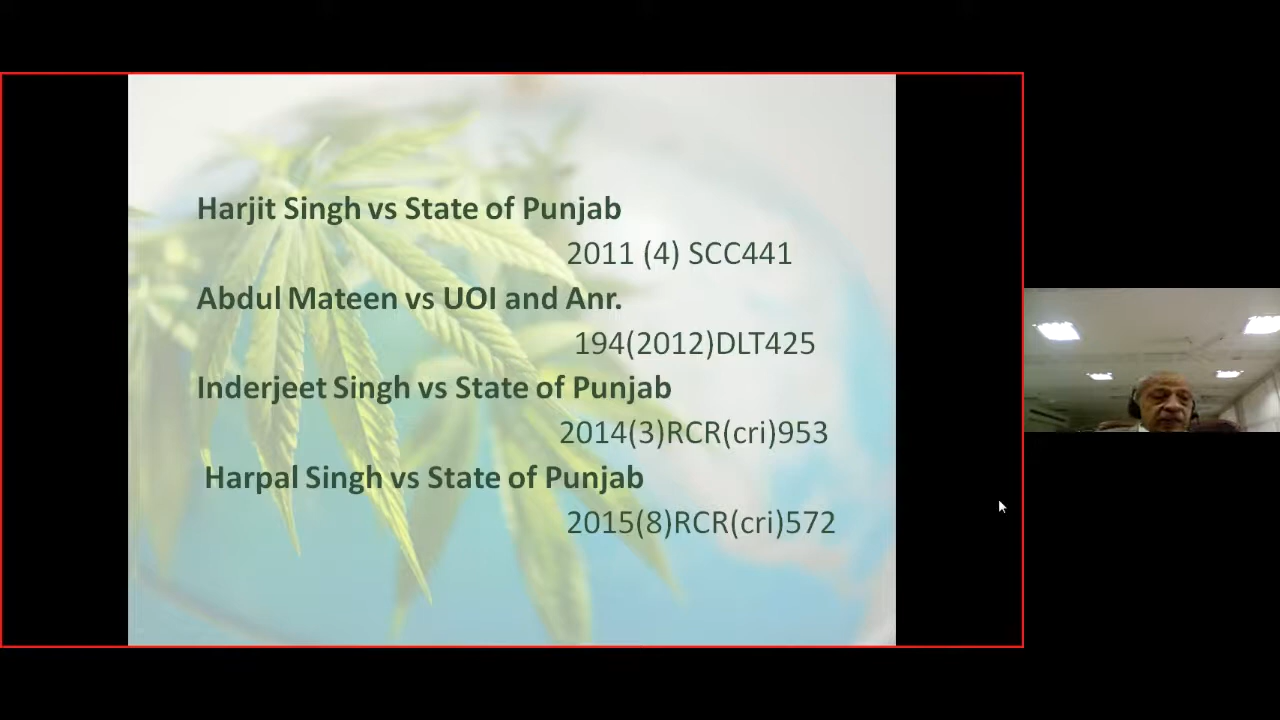 Harjit Singh vs State of Punjab
2011 (4) SCC441
Abdul Mateen vs UOI and Anr.
194(2012)DLT425
Inderjeet Singh vs State of Punjab
2014(3)RCR(cri)953
Harpal Singh vs State of Punjab
2015(8)RCR(cri)572